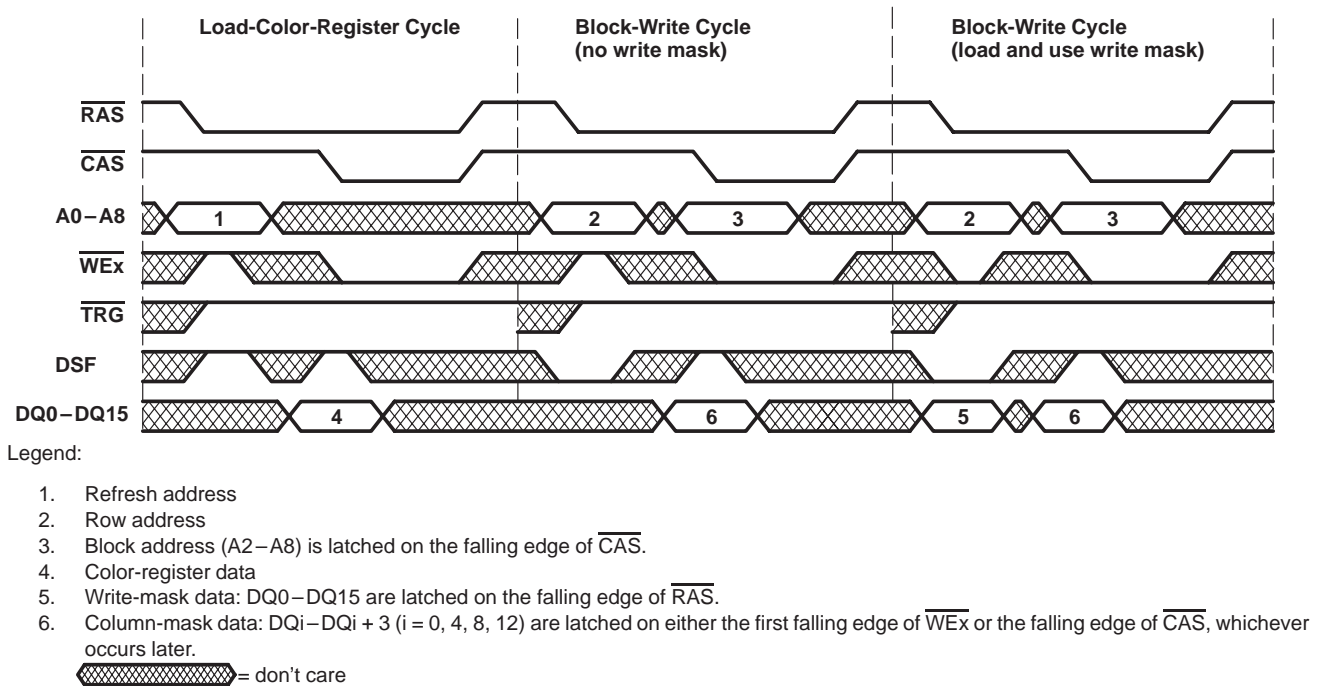 Load-Color-Register Cycle
Block-Write Cycle
(no write mask)
Block-Write Cycle
(load and use write mask)
RAS
CAS
A0–A8 1 2 3 2 3
WEx
TRG
DSF
DQ0–DQ15 4 6 5 6
Legend:
1. Refresh address
2. Row address
3. Block address (A2–A8) is latched on the falling edge of CAS.
4. Color-register data
5. Write-mask data: DQ0–DQ15 are latched on the falling edge of RAS.
6. Column-mask data: DQi–DQi + 3 (i = 0, 4, 8, 12) are latched on either the first falling edge of WEx or the falling edge of CAS, whichever
occurs later.
= don't care